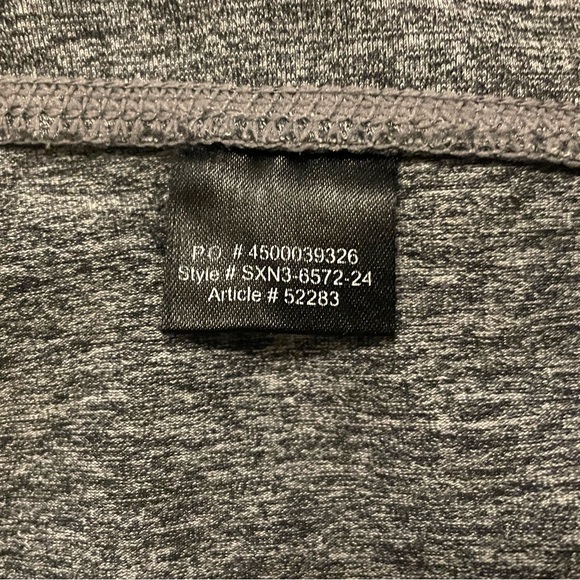 P.O. # 4500039326
Style # SXN3-6572-24
Article # 52283